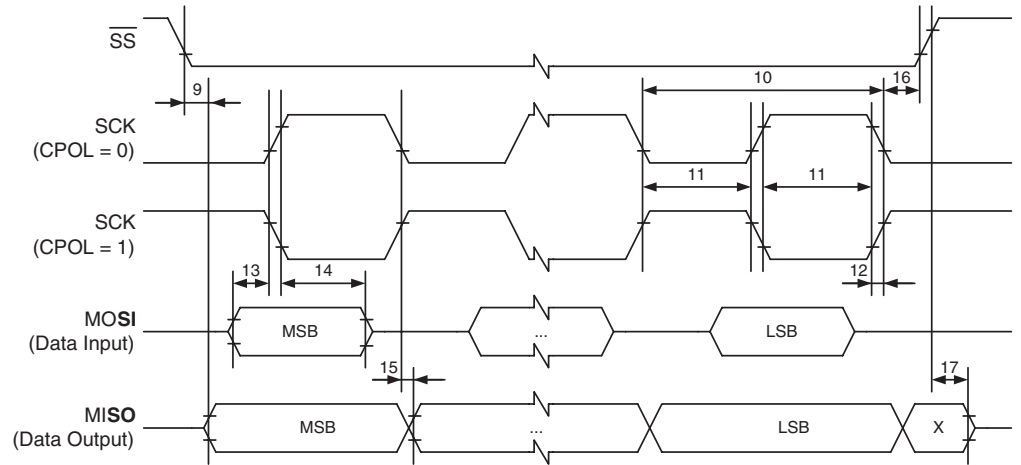 SS
9
10
16
SCK
(CPOL = 0)
11
11
SCK
(CPOL = 1)
13
14
12
MOSI
(Data Input)
MSB
...
LSB
15
17
MISO
(Data Output)
MSB
...
LSB
X